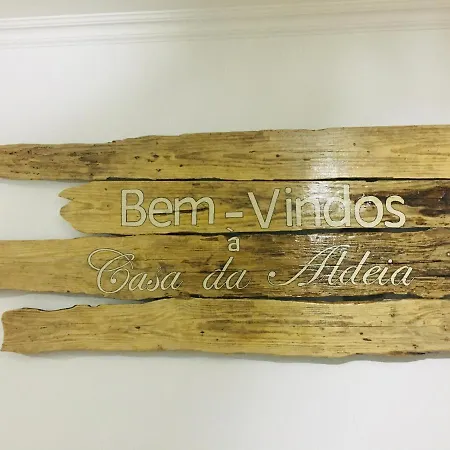 Bem-Vindos
à
Casa da Aldeia